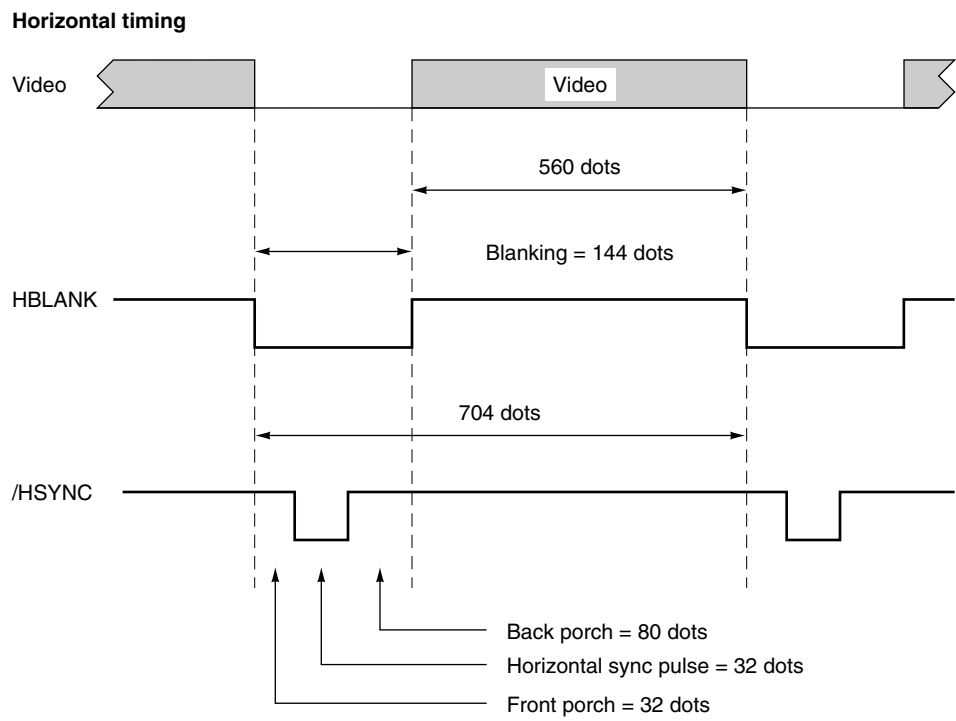 Horizontal timing
Video
Video
560 dots
Blanking = 144 dots
HBLANK
704 dots
/HSYNC
Back porch = 80 dots
Horizontal sync pulse = 32 dots
Front porch = 32 dots